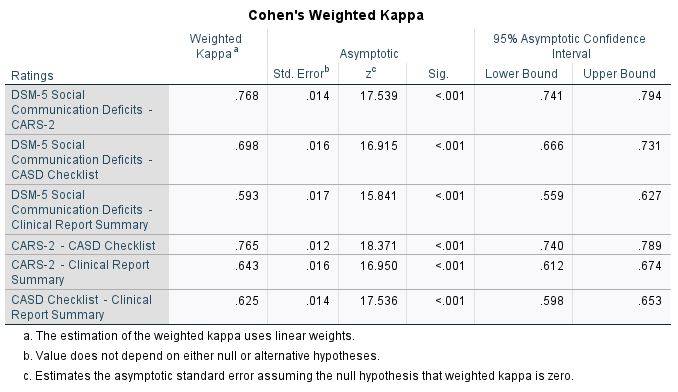 Cohen's Weighted Kappa
Ratings
Weighted
Kappa a
Asymptotic
95% Asymptotic Confidence
Interval
Std. Error b
z c
Sig.
Lower Bound
Upper Bound
DSM-5 Social
Communication Deficits -
CARS-2
.768 .014 17.539 <.001 .741 .794
DSM-5 Social
Communication Deficits -
CASD Checklist
.698 .016 16.915 <.001 .666 .731
DSM-5 Social
Communication Deficits -
Clinical Report Summary
.593 .017 15.841 <.001 .559 .627
CARS-2 - CASD Checklist .765 .012 18.371 <.001 .740 .789
CARS-2 - Clinical Report
Summary
.643 .016 16.950 <.001 .612 .674
CASD Checklist - Clinical
Report Summary
.625 .014 17.536 <.001 .598 .653
a. The estimation of the weighted kappa uses linear weights.
b. Value does not depend on either null or alternative hypotheses.
c. Estimates the asymptotic standard error assuming the null hypothesis that weighted kappa is zero.